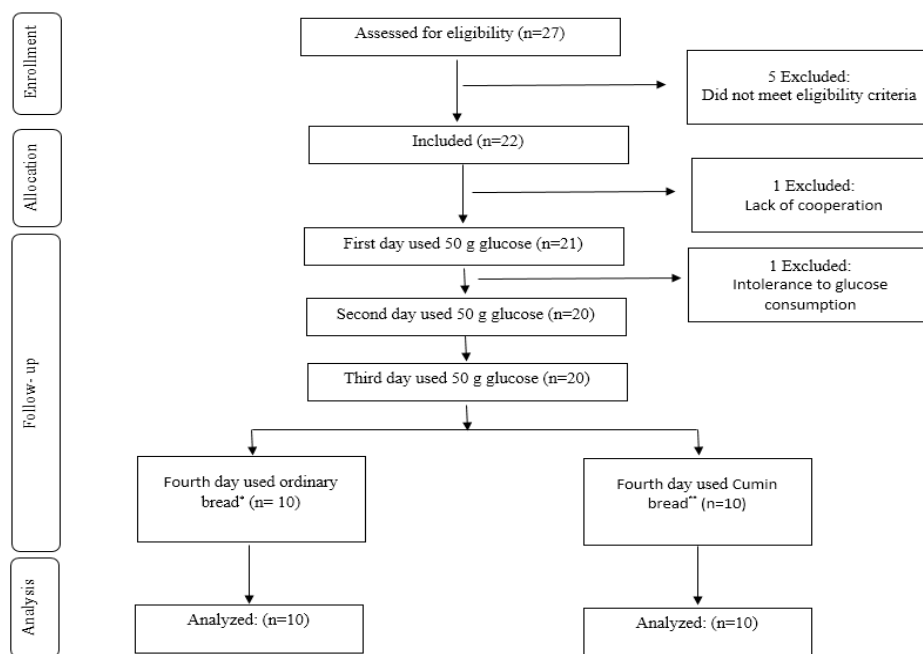 Enrollment
Assessed for eligibility (n=27)
5 Excluded:
Did not meet eligibility criteria
Included (n=22)
Allocation
1 Excluded:
Lack of cooperation
Follow- up
First day used 50 g glucose (n=21)
1 Excluded:
Intolerance to glucose
consumption
Second day used 50 g glucose (n=20)
Third day used 50 g glucose (n=20)
Fourth day used ordinary
bread* (n= 10)
Fourth day used Cumin
bread** (n=10)
Analysis
Analyzed: (n=10)
Analyzed: (n=10)